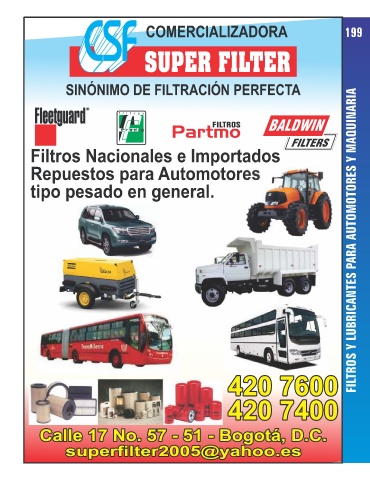 CSF
COMERCIALIZADORA
SUPER FILTER
SINÓNIMO DE FILTRACIÓN PERFECTA
199
Fleetguard®
FILTROS
Partmo
BALDWIN
FILTERS
Filtros Nacionales e Importados
Repuestos para Automotores
tipo pesado en general.
FILTROS Y LUBRICANTES PARA AUTOMOTORES Y MAQUINARIA
420 7600
420 7400
Calle 17 No. 57 - 51 - Bogotá, D.C.
superfilter2005@yahoo.es